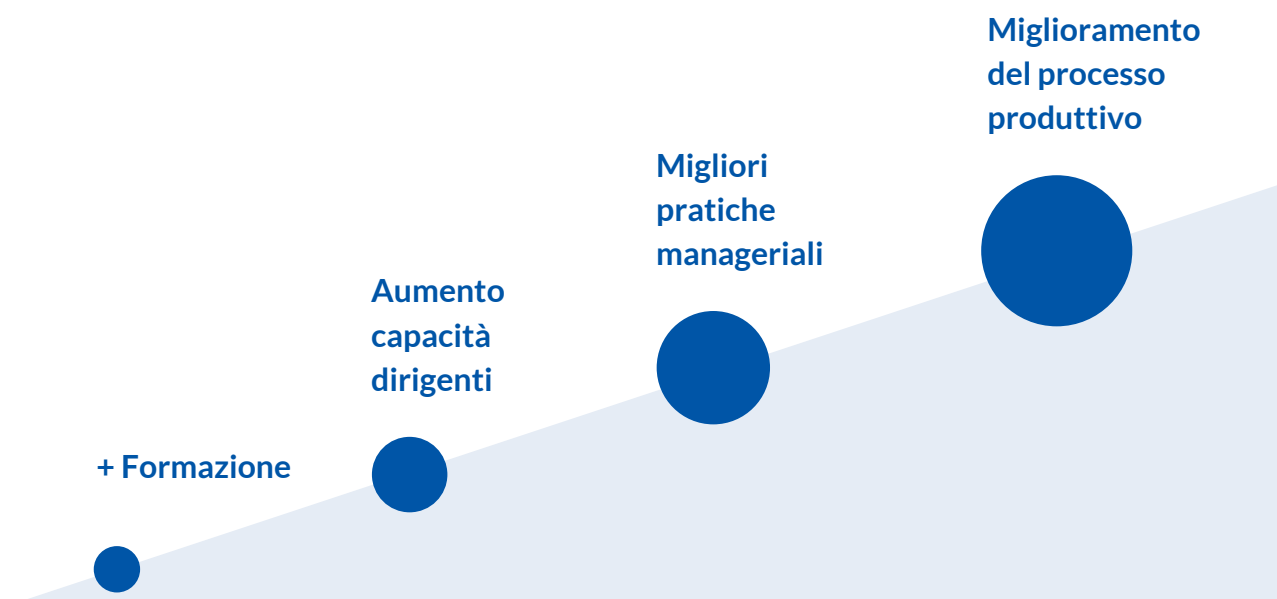 + Formazione
Aumento
capacità
dirigenti
Migliori
pratiche
manageriali
Miglioramento
del processo
produttivo